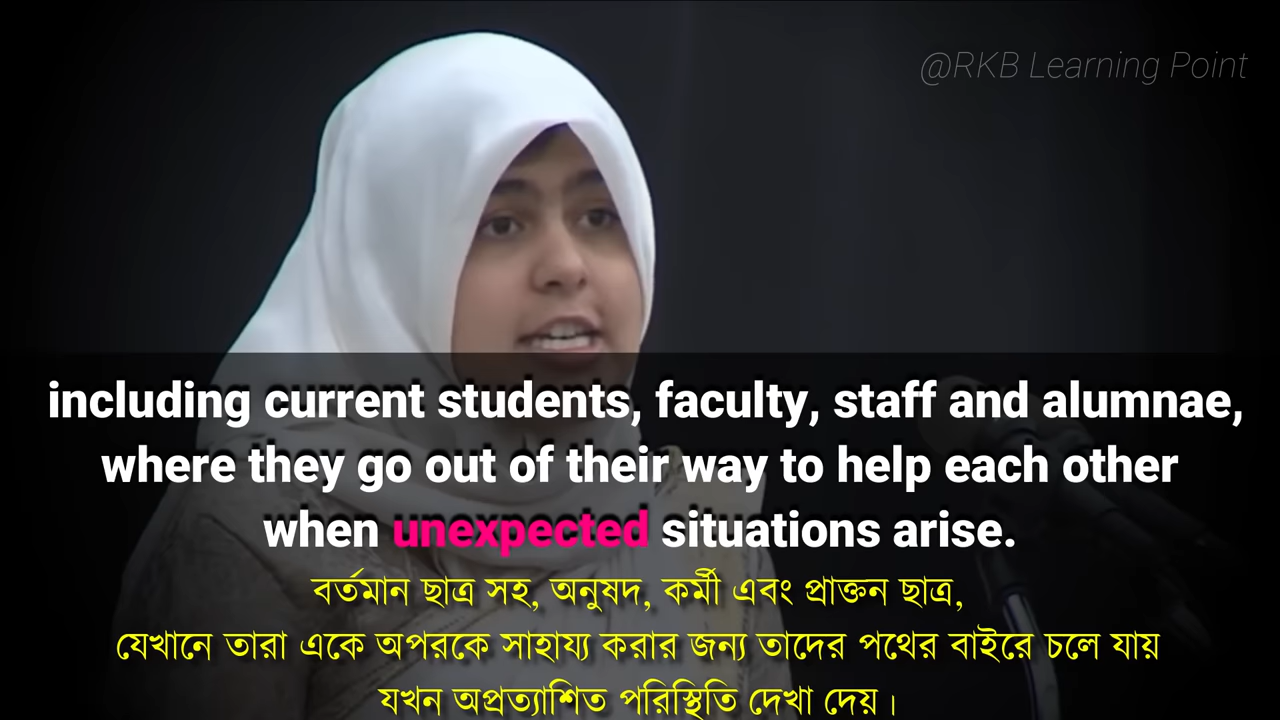 @RKB Learning Point
including current students, faculty, staff and alumnae,
where they go out of their way to help each other
when unexpected situations arise.
বর্তমান ছাত্র সহ, অনুষদ, কর্মী এবং প্রাক্তন ছাত্র,
যেখানে তারা একে অপরকে সাহায্য করার জন্য তাদের পথের বাইরে চলে যায়
যখন অপ্রত্যাশিত পরিস্থিতি দেখা দেয়।